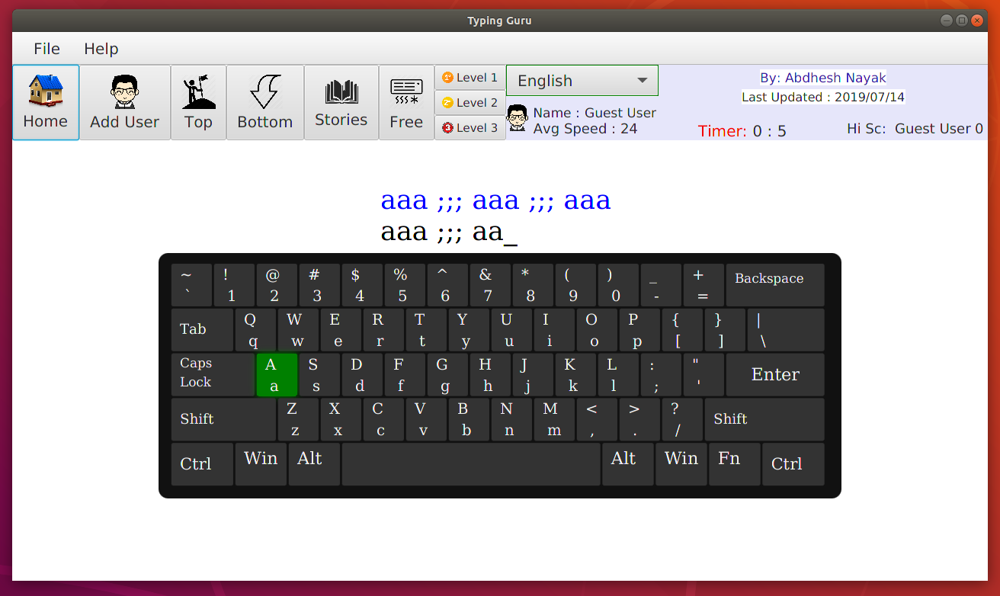 Typing Guru
File Help
Home Add User Top Bottom Stories Free
Level 1
Level 2
Level 3
English
Name : Guest User
Avg Speed : 24
By: Abdhesh Nayak
Last Updated : 2019/07/14
Timer: 0 : 5
Hi Sc: Guest User 0
aaa ;;; aaa ;;; aaa
aaa ;;; aa_
~ ! @ # $ % ^ & * ( ) _ + Backspace
` 1 2 3 4 5 6 7 8 9 0 - =
Tab Q W E R T Y U I O P { } |
q w e r t y u i o p [ ] \
Caps Lock A S D F G H J K L : " Enter
a s d f g h j k l ; '
Shift Z X C V B N M < > ? Shift
z x c v b n m , . /
Ctrl Win Alt Alt Win Fn Ctrl